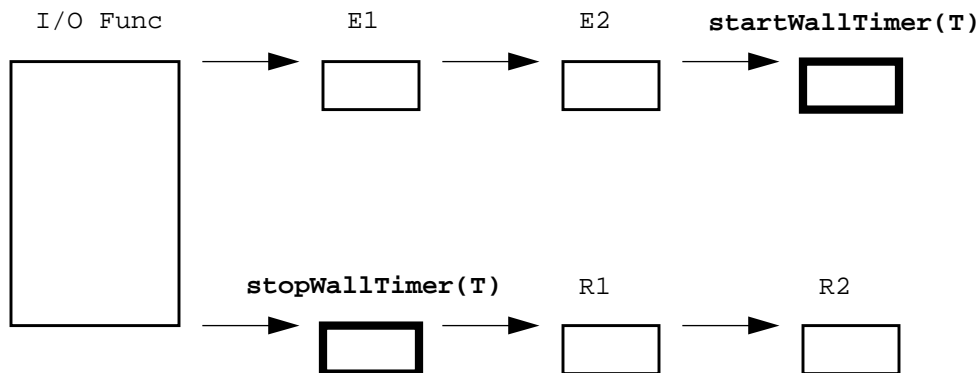 I/O Func E1 E2 startWallTimer(T)
stopWallTimer(T) R1 R2